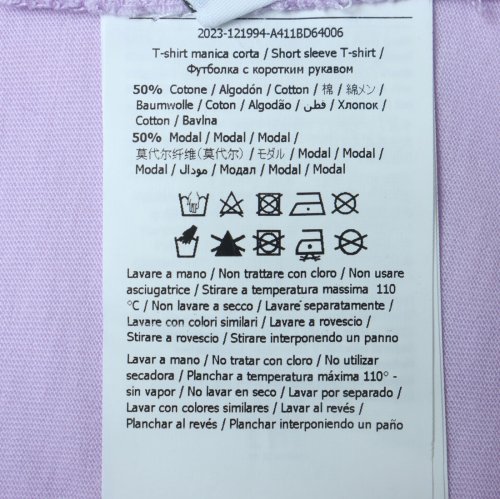 2023-121994-A411BD64006
T-shirt manica corta / Short sleeve T-shirt /
Футболка с коротким рукавом
50% Cotone / Algodón / Cotton / 棉 / 綿メン /
Baumwolle / Coton / Algodão / قطن / Хлопок /
Cotton / Bavlna
50% Modal / Modal / Modal /
莫代尔纤维(莫代尔) / モダル / Modal / Modal
Modal / مودال / Модал / Modal / Modal
Lavare a mano / Non trattare con cloro / Non usare
asciugatrice / Stirare a temperatura massima 110
°C / Non lavare a secco / Lavare separatamente /
Lavare con colori similari / Lavare a rovescio /
Stirare a rovescio / Stirare interponendo un panno
Lavar a mano / No tratar con cloro / No utilizar
secadora / Planchar a temperatura máxima 110° -
sin vapor / No lavar en seco / Lavar por separado /
Lavar con colores similares / Lavar al revés /
Planchar al revés / Planchar interponiendo un paño